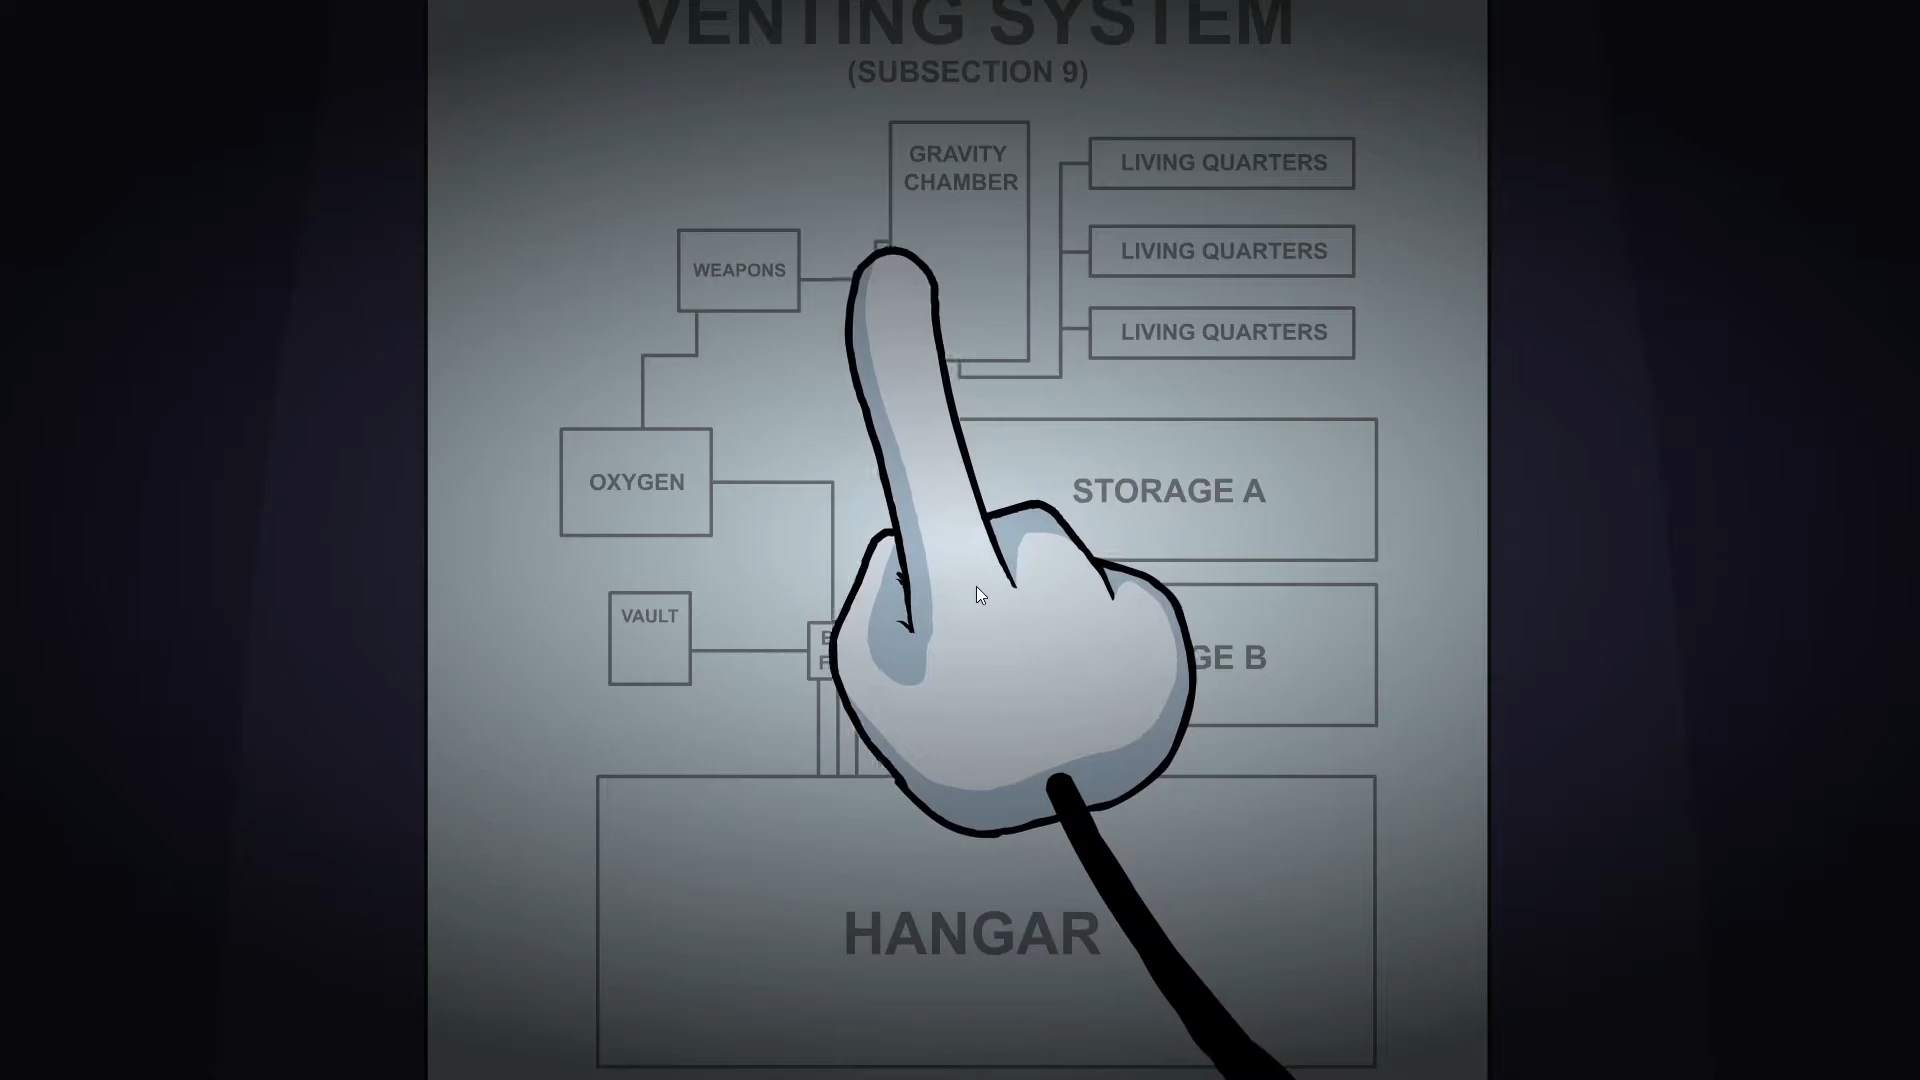 VENTING SYSTEM
(SUBSECTION 9)
GRAVITY
CHAMBER
LIVING QUARTERS
WEAPONS
LIVING QUARTERS
LIVING QUARTERS
OXYGEN
STORAGE A
VAULT
GE B
HANGAR